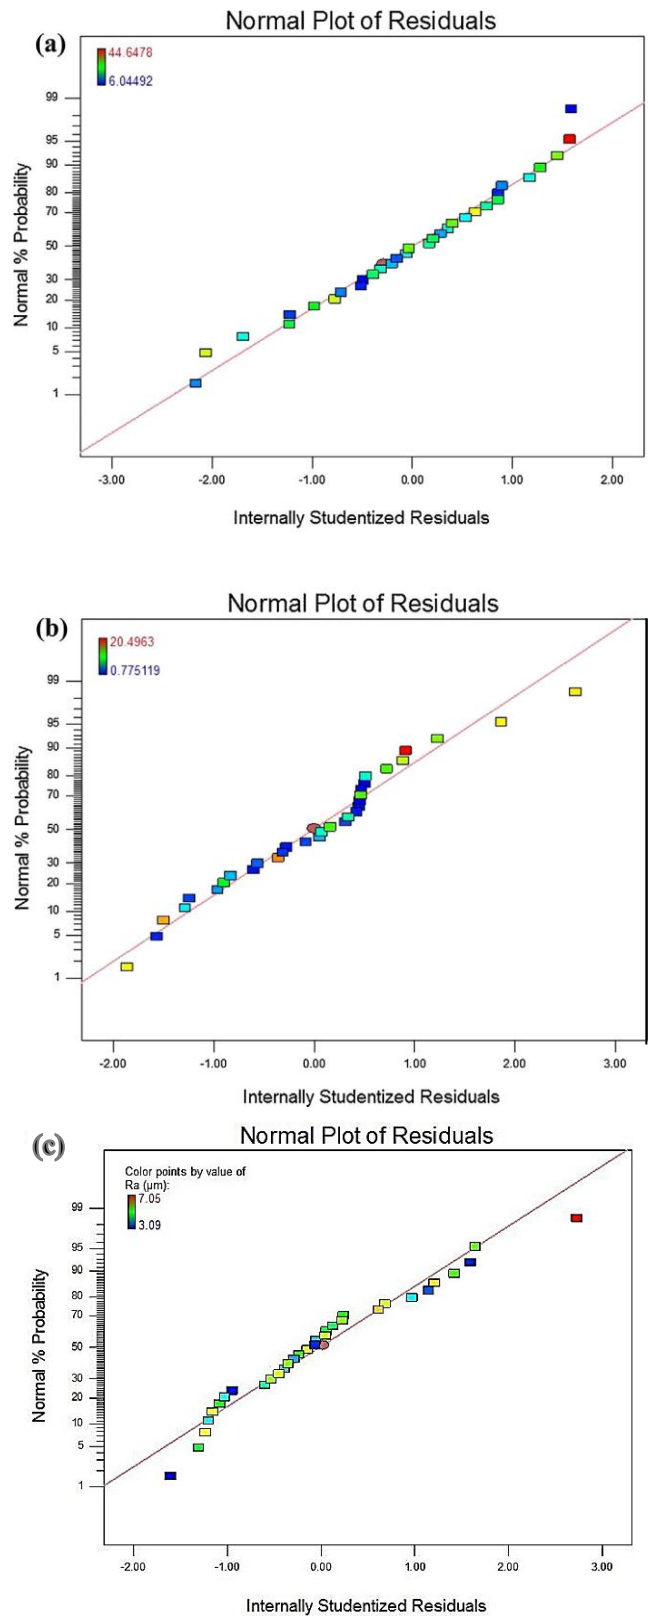 Normal Plot of Residuals
(a)
44.6478
6.04492
Normal % Probability
99
95
90
80
70
50
30
20
10
5
1
-3.00 -2.00 -1.00 0.00 1.00 2.00
Internally Studentized Residuals
Normal Plot of Residuals
(b)
20.4963
0.775119
Normal % Probability
99
95
90
80
70
50
30
20
10
5
1
-2.00 -1.00 0.00 1.00 2.00 3.00
Internally Studentized Residuals
Normal Plot of Residuals
(c)
Color points by value of
Ra (µm):
7.05
3.09
Normal % Probability
99
95
90
80
70
50
30
20
10
5
1
-2.00 -1.00 0.00 1.00 2.00 3.00
Internally Studentized Residuals